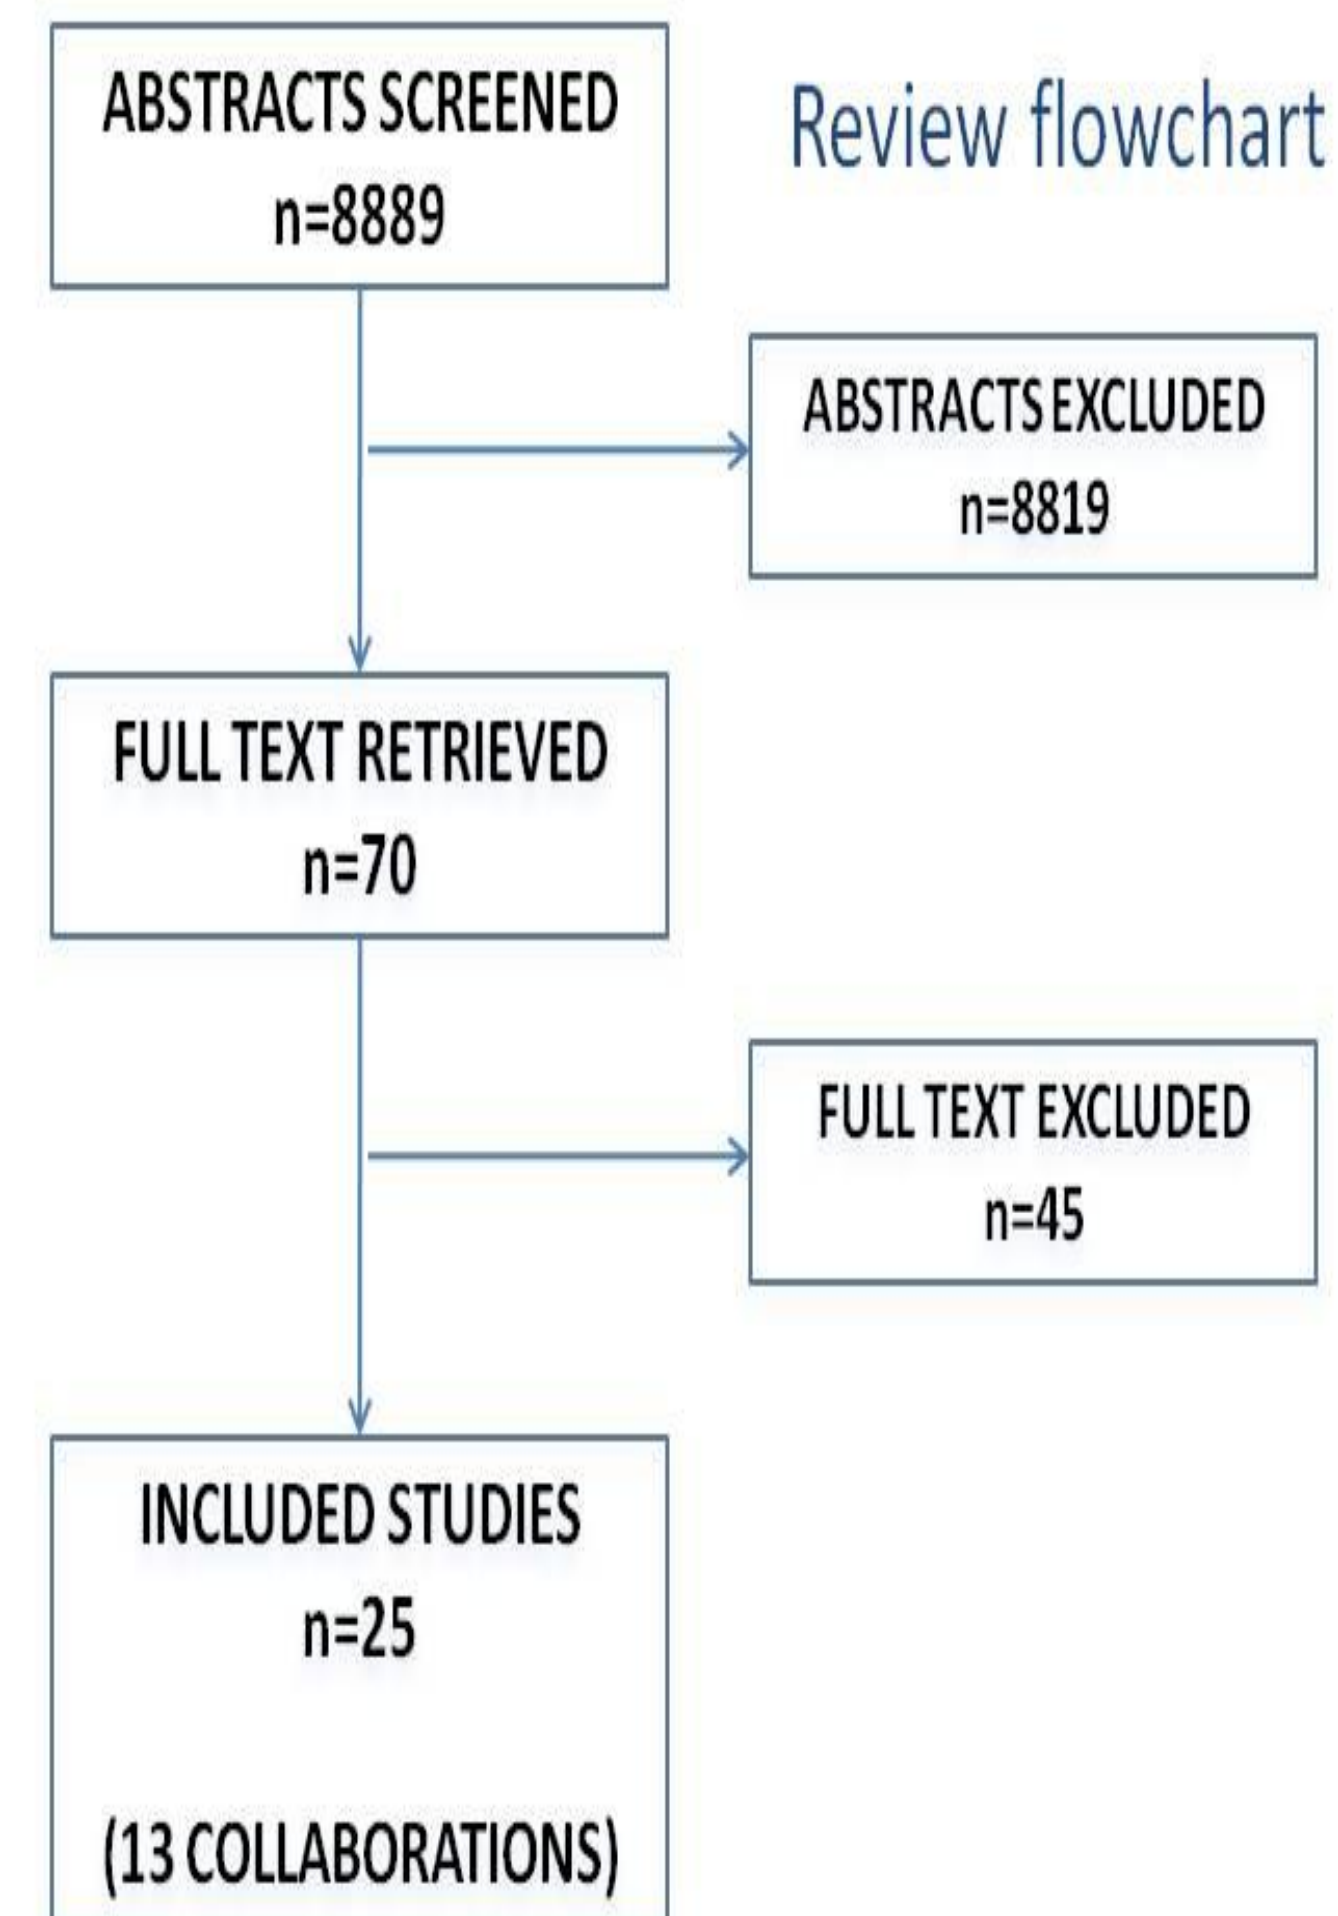 ABSTRACTS SCREENED
n=8889
Review flowchart
ABSTRACTS EXCLUDED
n=8819
FULL TEXT RETRIEVED
n=70
FULL TEXT EXCLUDED
n=45
INCLUDED STUDIES
n=25
(13 COLLABORATIONS)